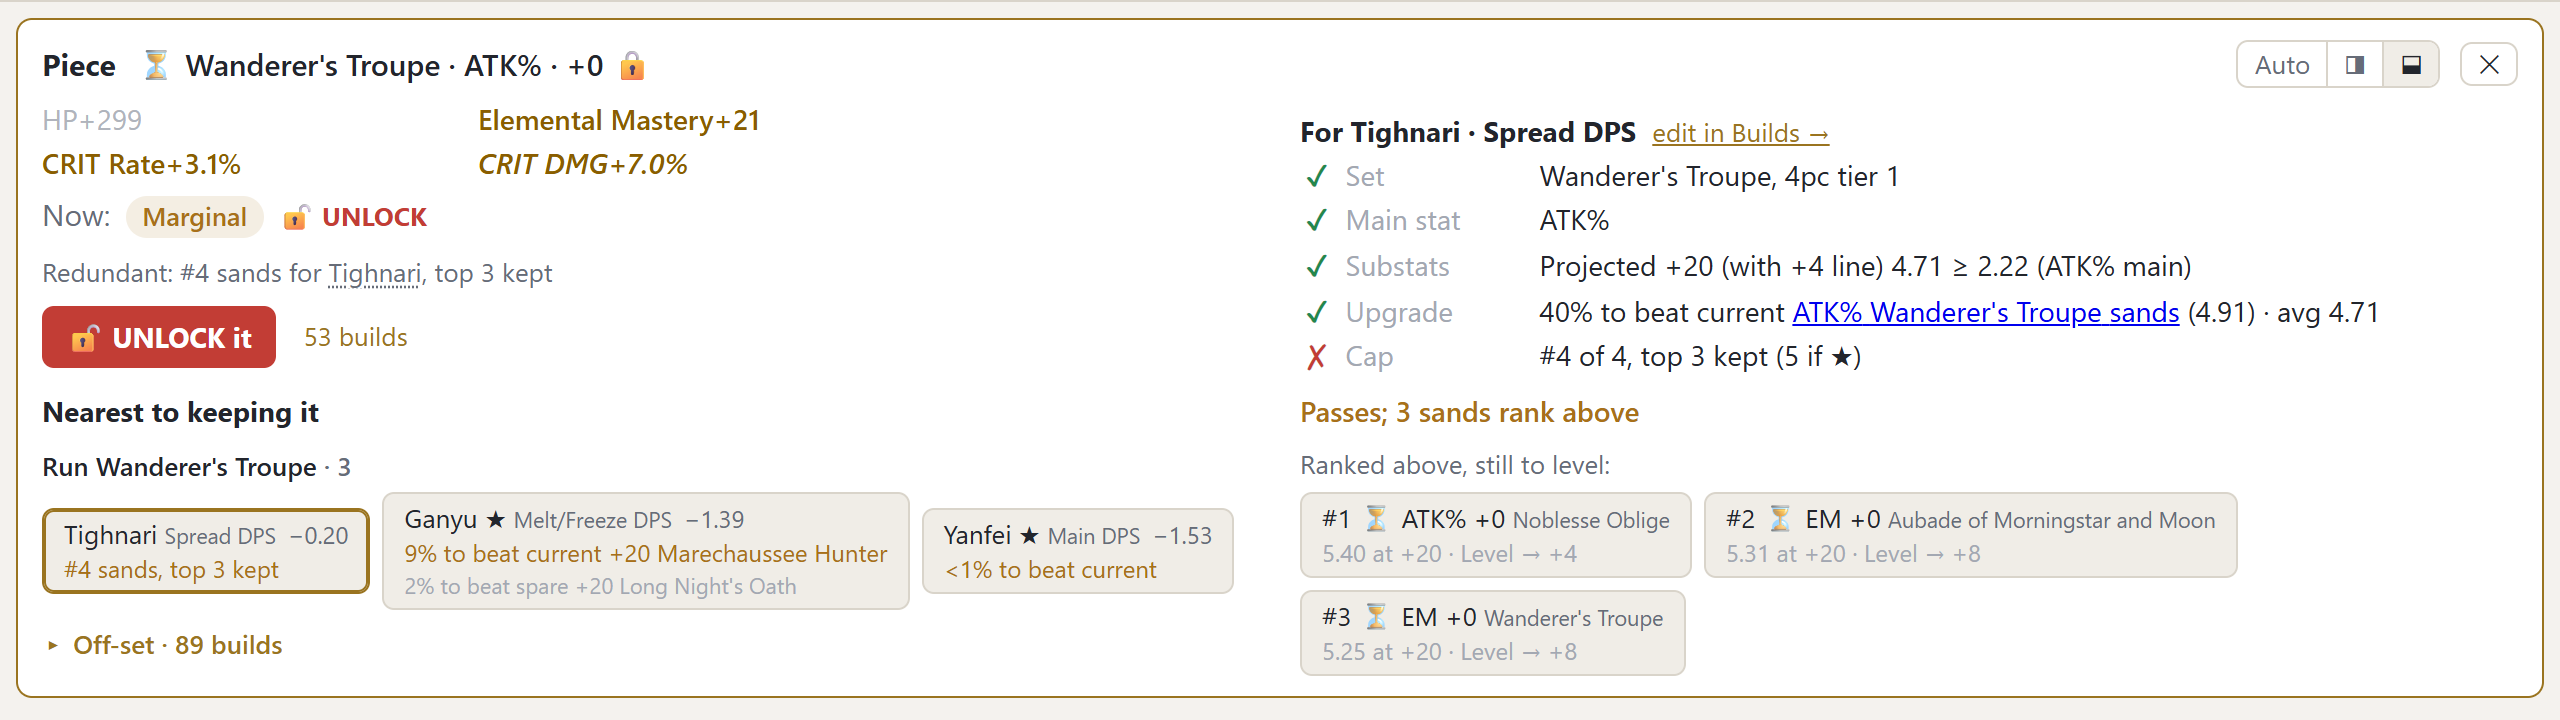 Piece ⏳ Wanderer's Troupe · ATK% · +0 🔒
Auto
HP+299 Elemental Mastery+21
CRIT Rate+3.1% CRIT DMG+7.0%
Now: Marginal 🔓 UNLOCK
Redundant: #4 sands for Tighnari, top 3 kept
🔓 UNLOCK it 53 builds
Nearest to keeping it
Run Wanderer's Troupe · 3
Tighnari Spread DPS −0.20
#4 sands, top 3 kept
Ganyu ★ Melt/Freeze DPS −1.39
9% to beat current +20 Marechaussee Hunter
2% to beat spare +20 Long Night's Oath
Yanfei ★ Main DPS −1.53
<1% to beat current
▸ Off-set · 89 builds
For Tighnari · Spread DPS edit in Builds →
✓ Set Wanderer's Troupe, 4pc tier 1
✓ Main stat ATK%
✓ Substats Projected +20 (with +4 line) 4.71 ≥ 2.22 (ATK% main)
✓ Upgrade 40% to beat current ATK% Wanderer's Troupe sands (4.91) · avg 4.71
✗ Cap #4 of 4, top 3 kept (5 if ★)
Passes; 3 sands rank above
Ranked above, still to level:
#1 ⏳ ATK% +0 Noblesse Oblige
5.40 at +20 · Level → +4
#2 ⏳ EM +0 Aubade of Morningstar and Moon
5.31 at +20 · Level → +8
#3 ⏳ EM +0 Wanderer's Troupe
5.25 at +20 · Level → +8